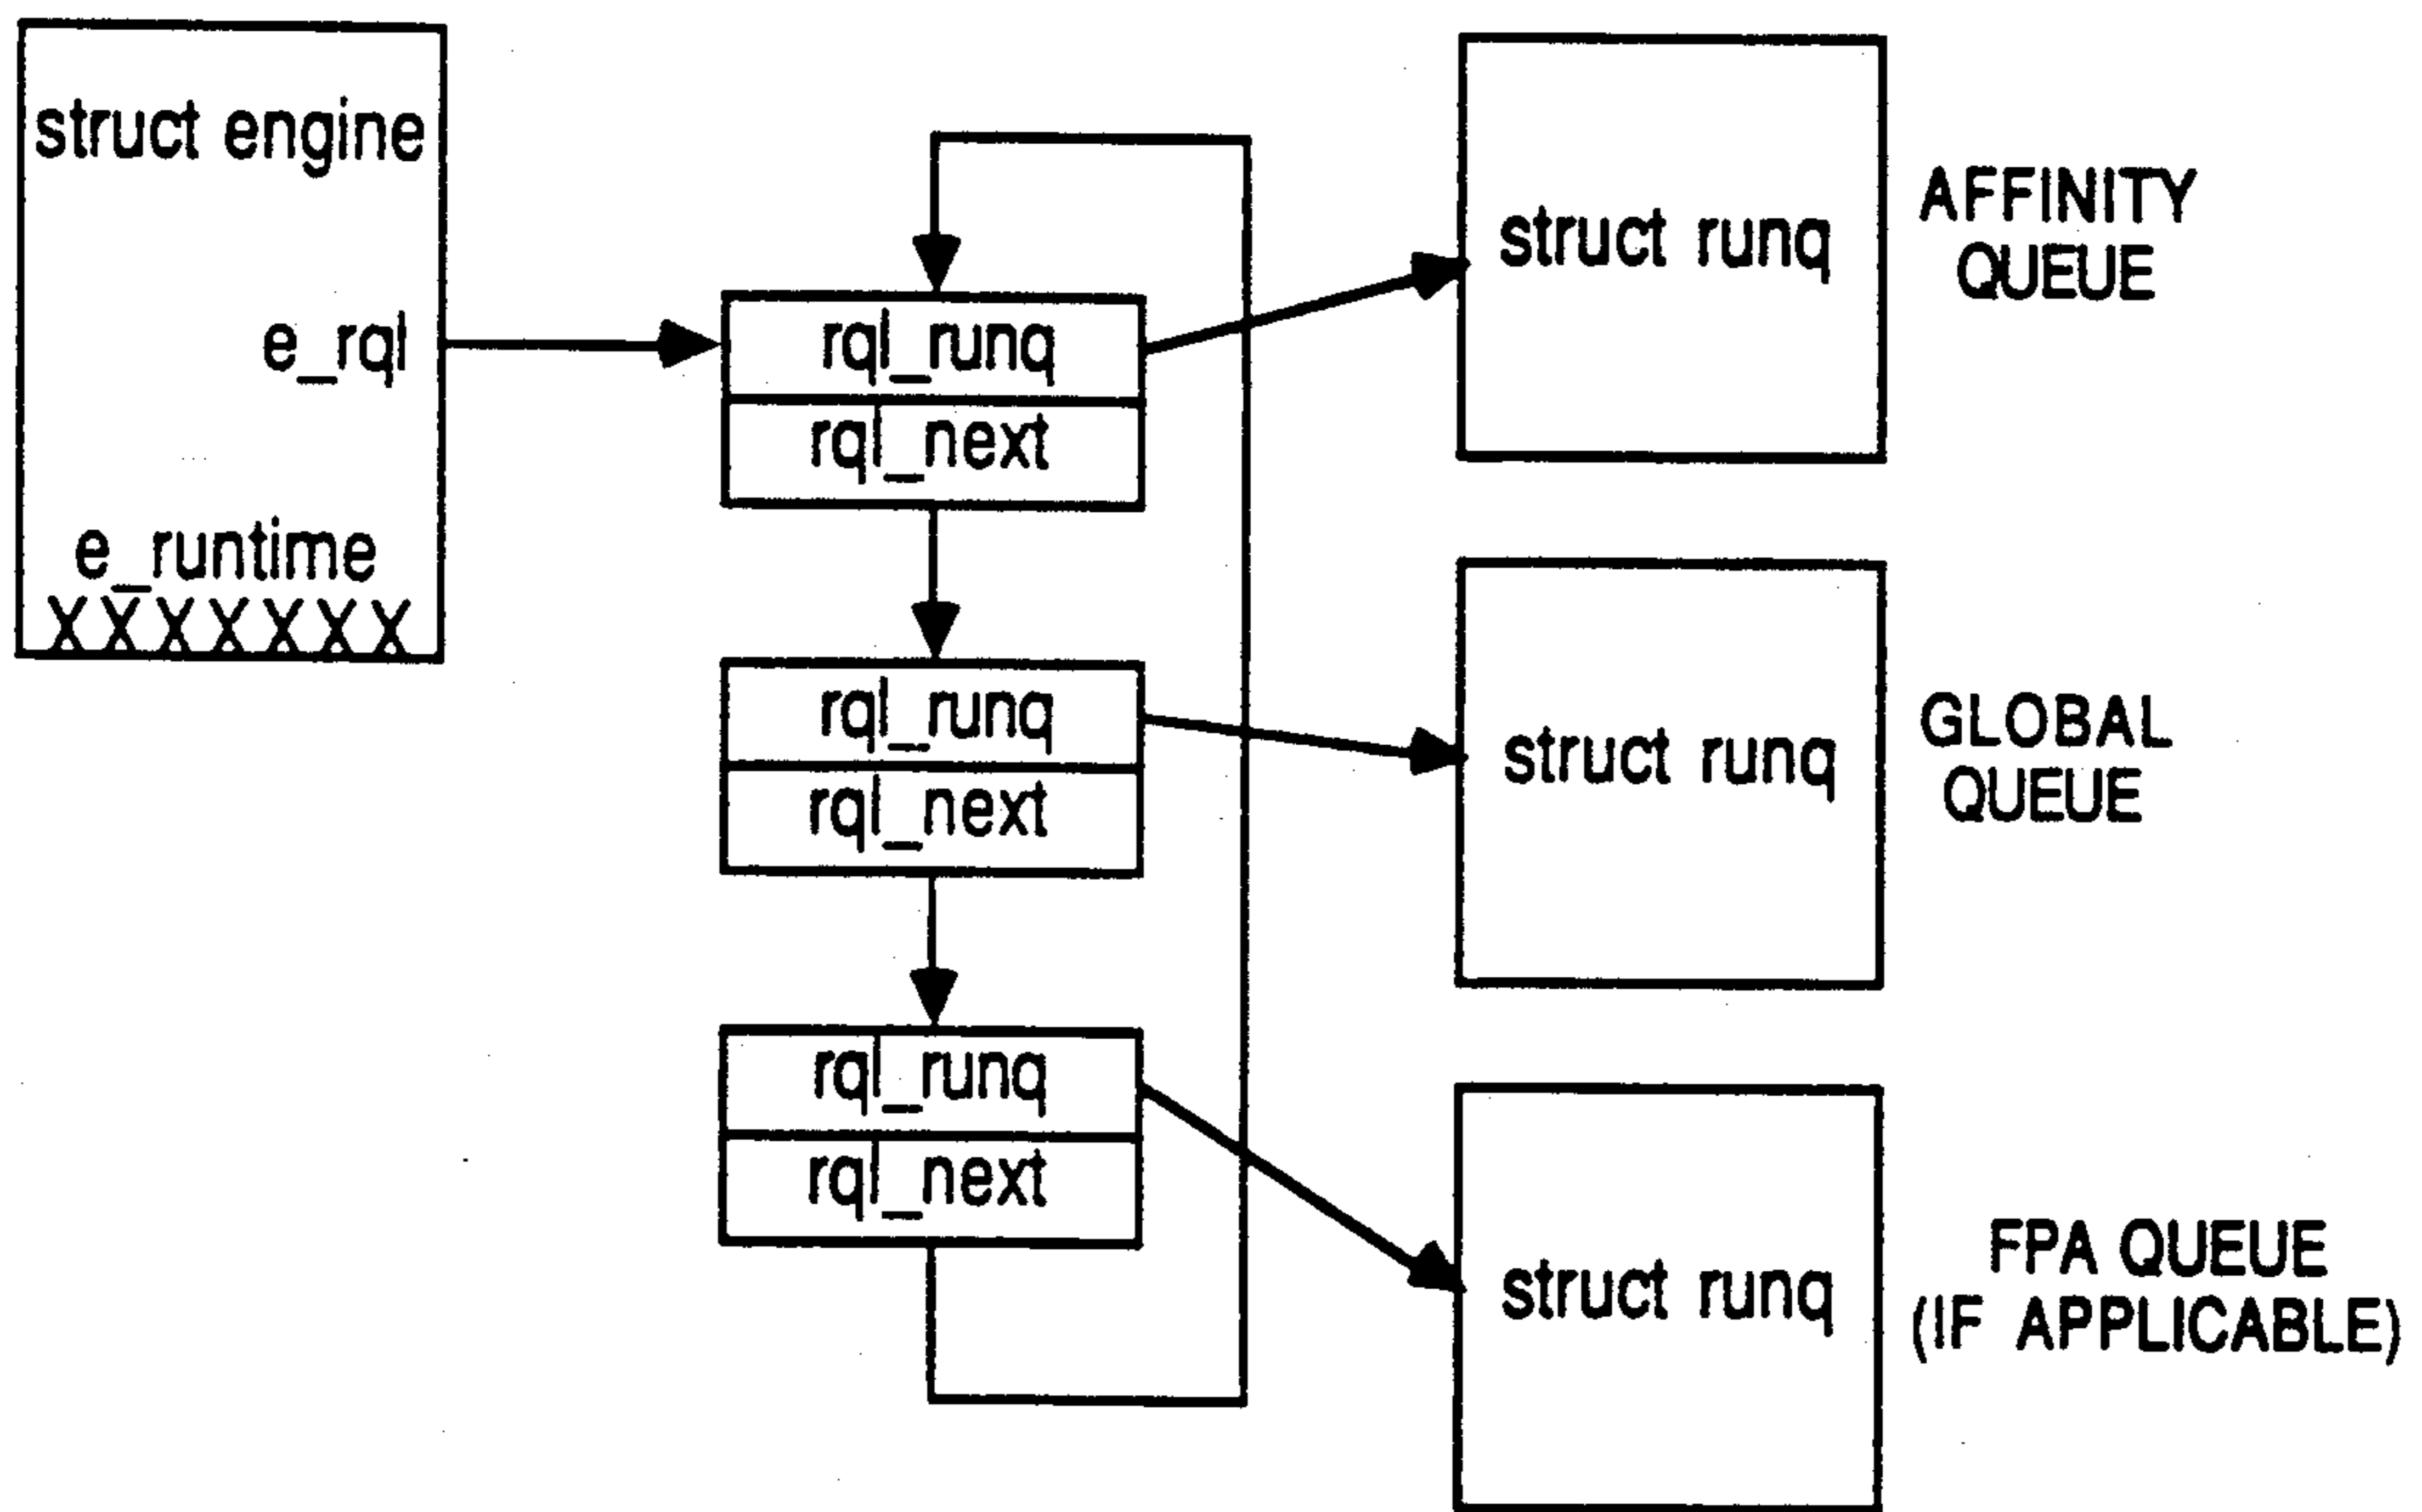 struct engine
e_rql
e_runtime
XXXXXXX
rql_runq
rql_next
rql_runq
rql_next
rql_runq
rql_next
struct runq
AFFINITY
QUEUE
struct runq
GLOBAL
QUEUE
struct runq
FPA QUEUE
(IF APPLICABLE)